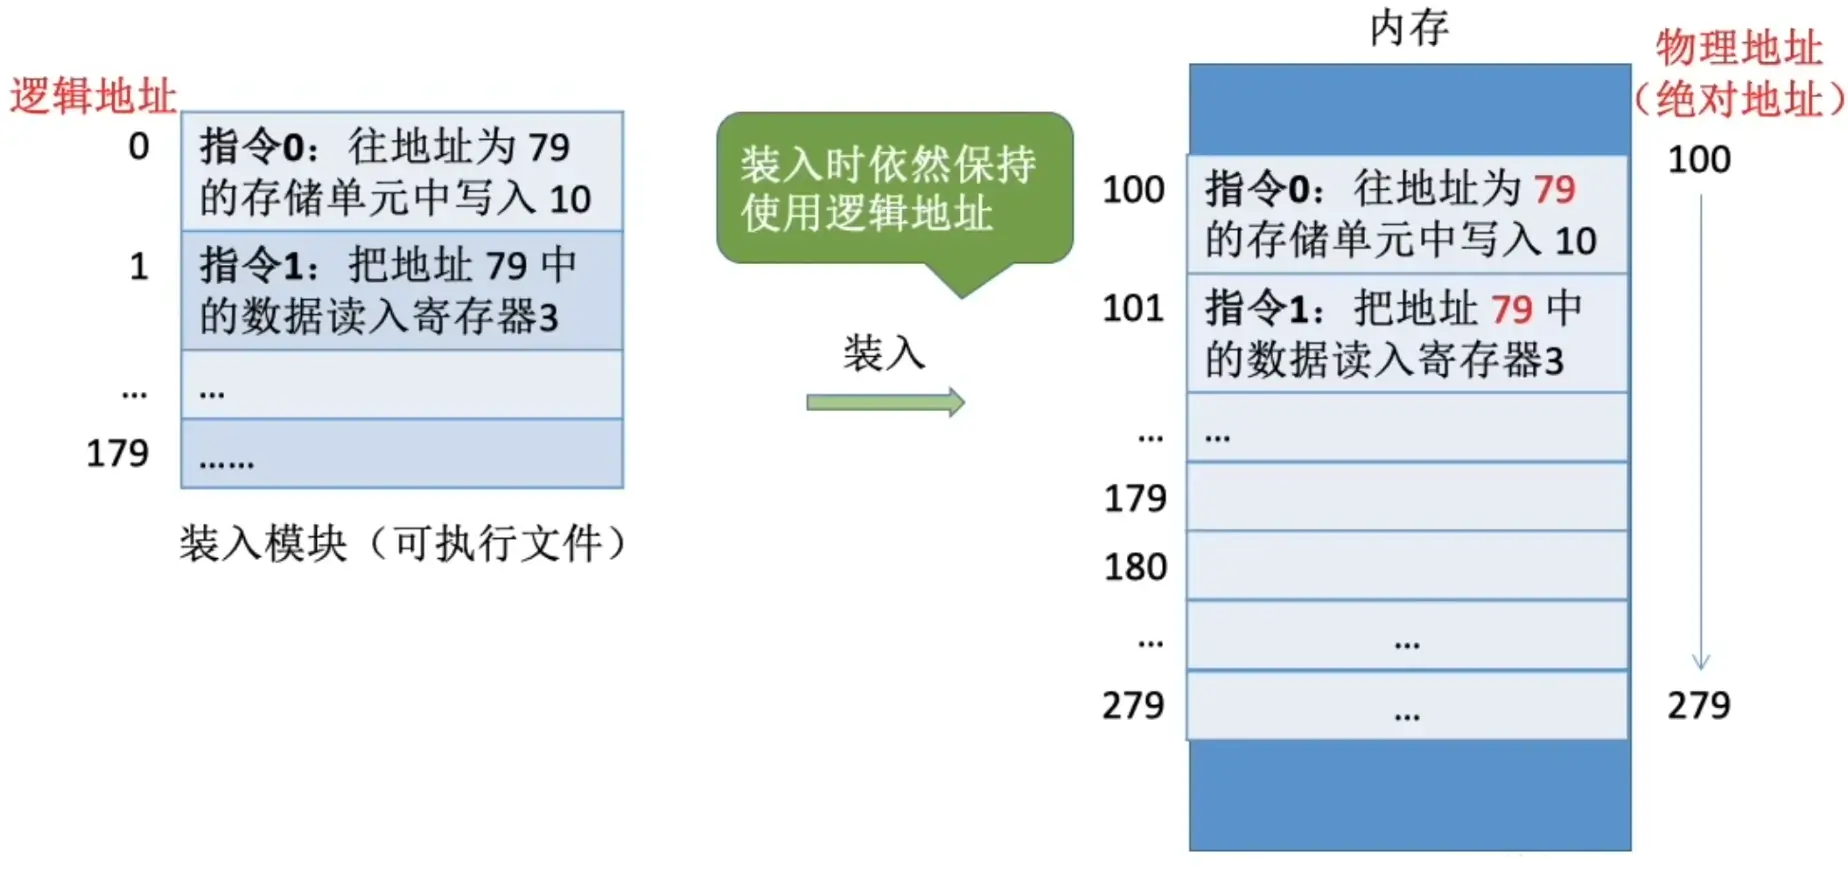 逻辑地址
0
指令0：往地址为 79
的存储单元中写入 10
1
指令1：把地址 79 中
的数据读入寄存器3
...
...
179
......
装入模块（可执行文件）
装入时依然保持
使用逻辑地址
装入
内存
物理地址
（绝对地址）
100
指令0：往地址为 79
的存储单元中写入 10
101
指令1：把地址 79 中
的数据读入寄存器3
...
...
179
180
...
...
279
...
100
279